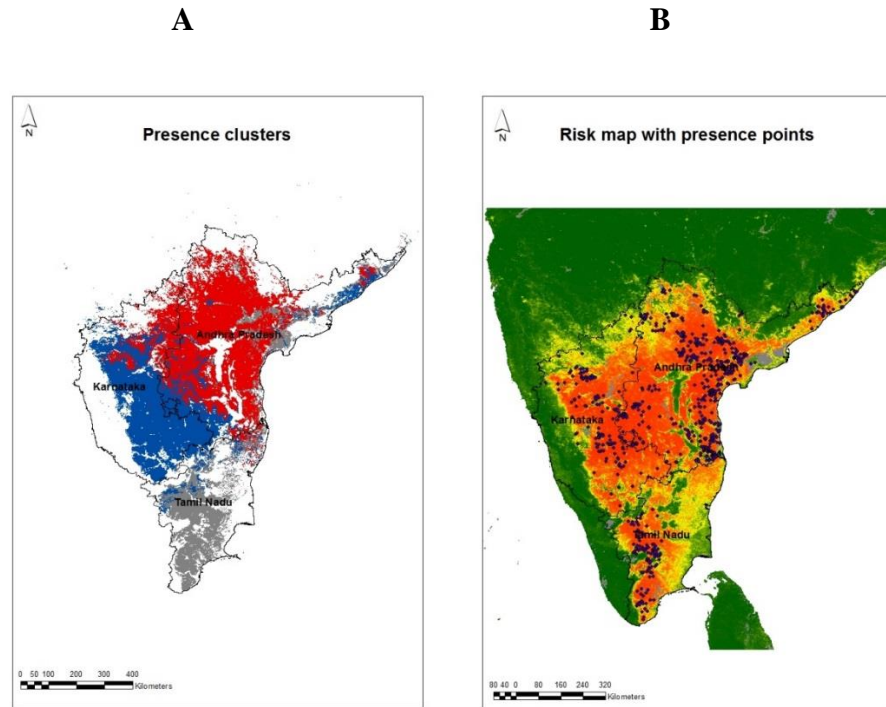 A
B
N
Presence clusters
Andhra Pradesh
Karnataka
Tamil Nadu
0 50 100 200 300 400
Kilometers
N
Risk map with presence points
Andhra Pradesh
Karnataka
Tamil Nadu
80 40 0 80 160 240 320
Kilometers